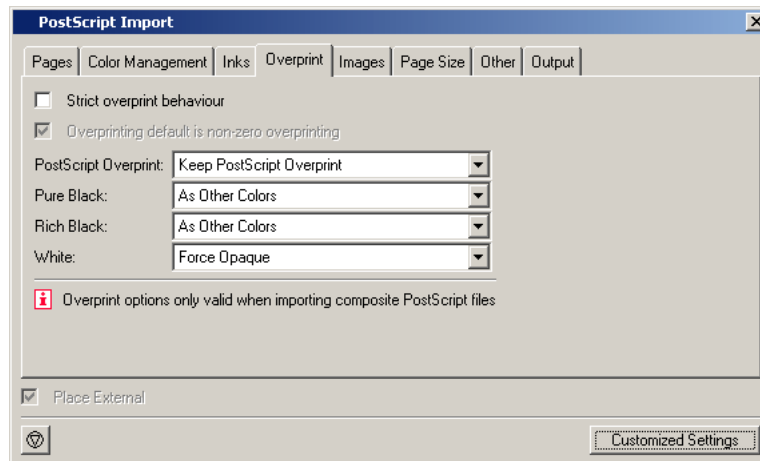 PostScript Import
Pages Color Management Inks Overprint Images Page Size Other Output
Strict overprint behaviour
Overprinting default is non-zero overprinting
PostScript Overprint: Keep PostScript Overprint
Pure Black: As Other Colors
Rich Black: As Other Colors
White: Force Opaque
Overprint options only valid when importing composite PostScript files
Place External
Customized Settings